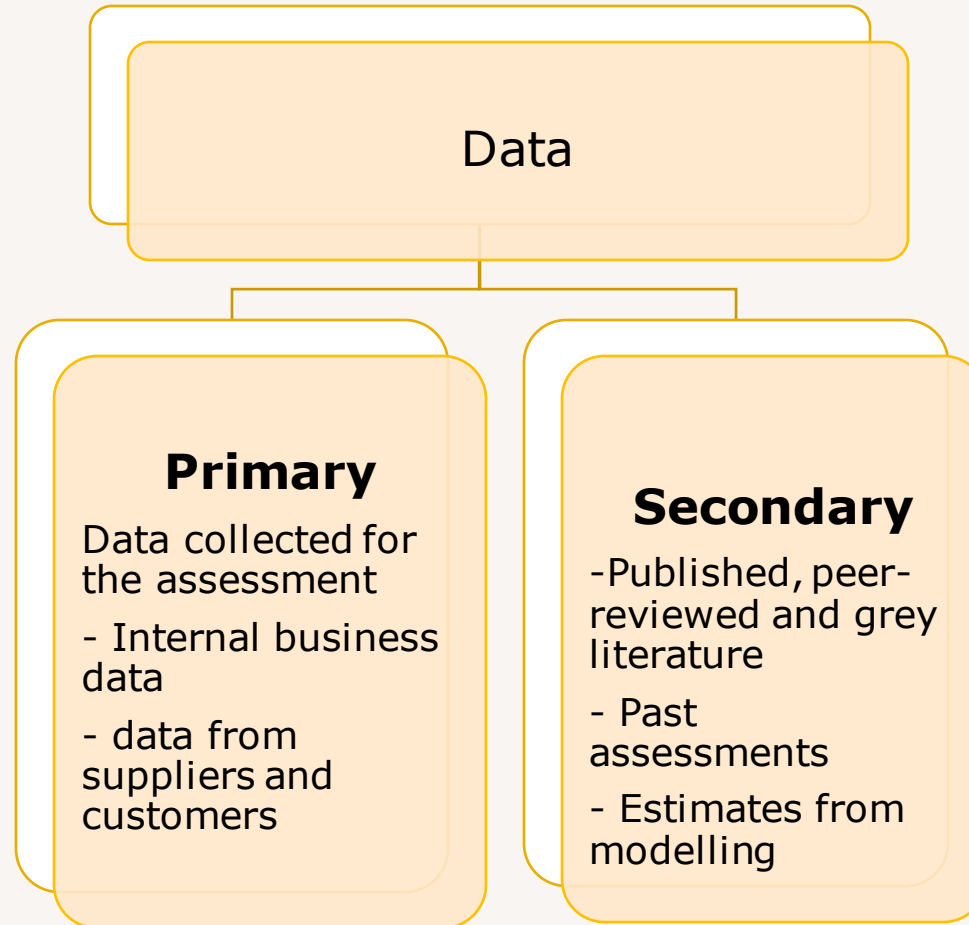 Data
Primary
Data collected for
the assessment
- Internal business
data
- data from
suppliers and
customers
Secondary
-Published, peer-
reviewed and grey
literature
- Past
assessments
- Estimates from
modelling